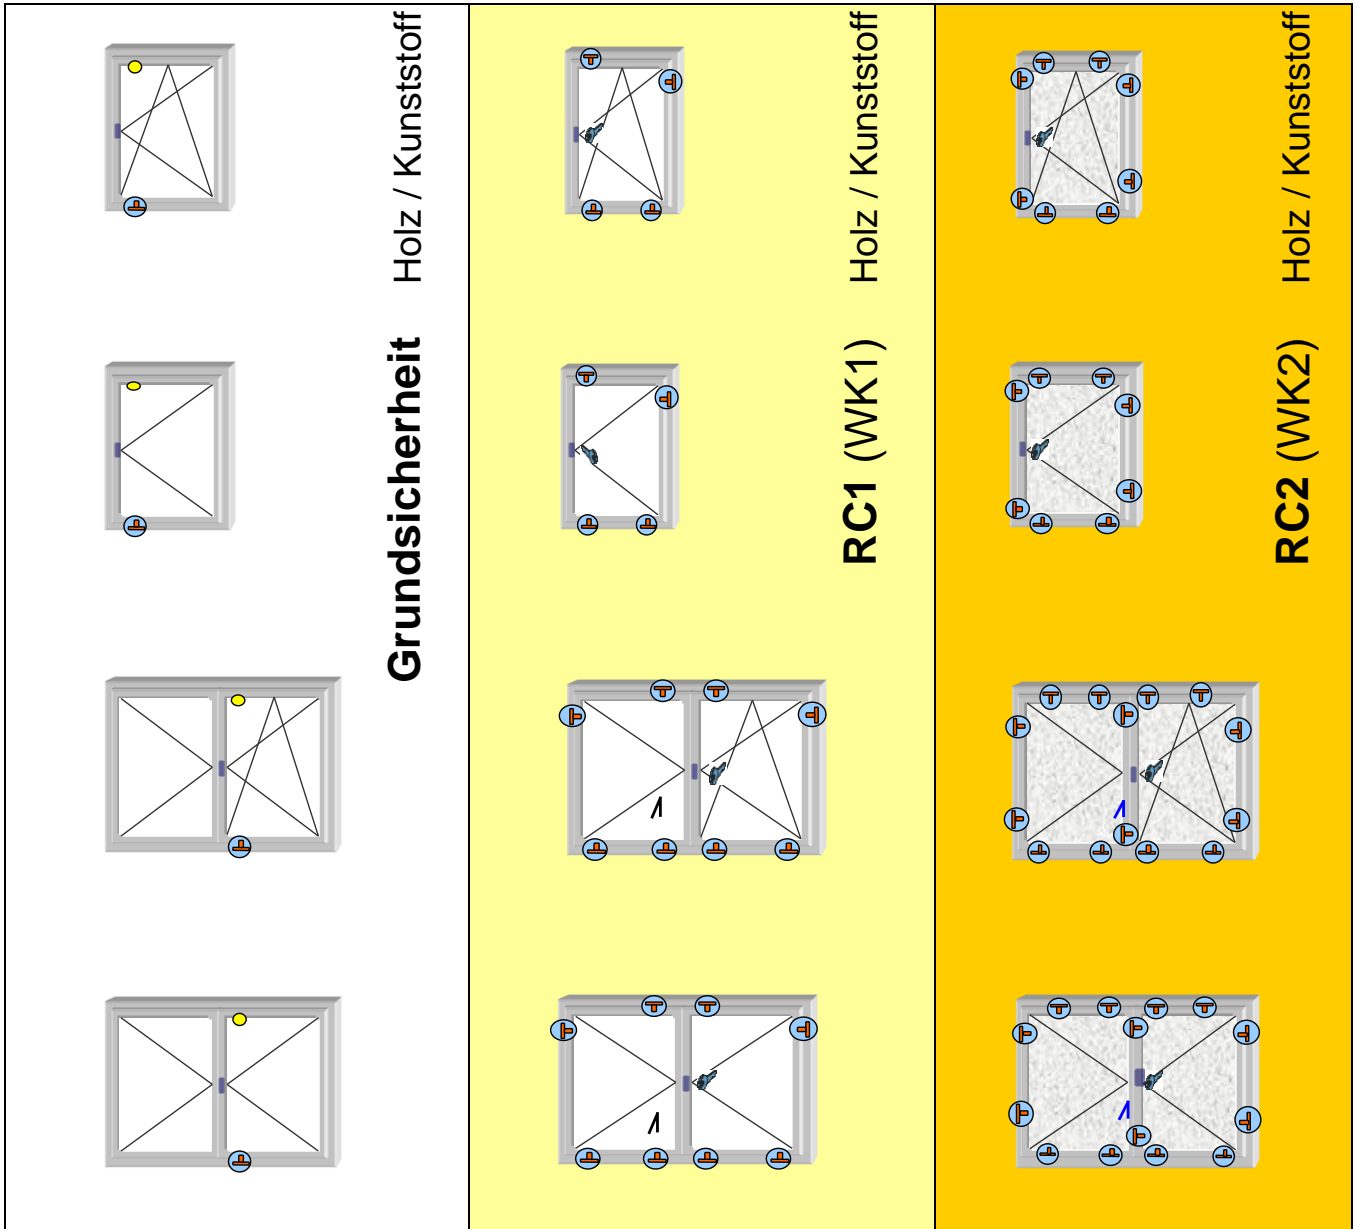 Grundsicherheit Holz / Kunststoff
RC1 (WK1) Holz / Kunststoff
RC2 (WK2) Holz / Kunststoff